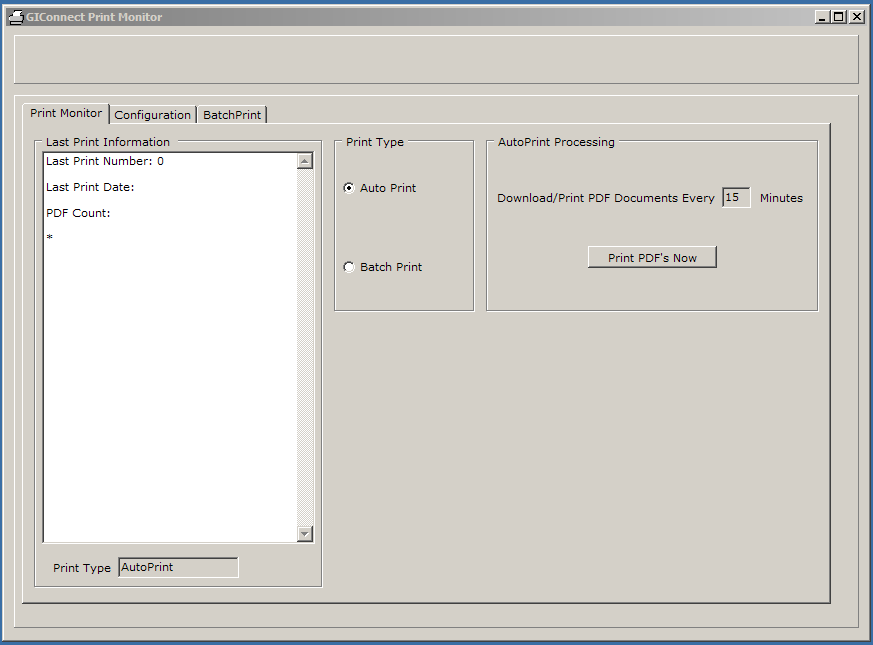 GIConnect Print Monitor
Print Monitor
Configuration
BatchPrint
Last Print Information
Last Print Number: 0
Last Print Date:
PDF Count:
*
Print Type AutoPrint
Print Type
Auto Print
Batch Print
AutoPrint Processing
Download/Print PDF Documents Every 15 Minutes
Print PDF's Now